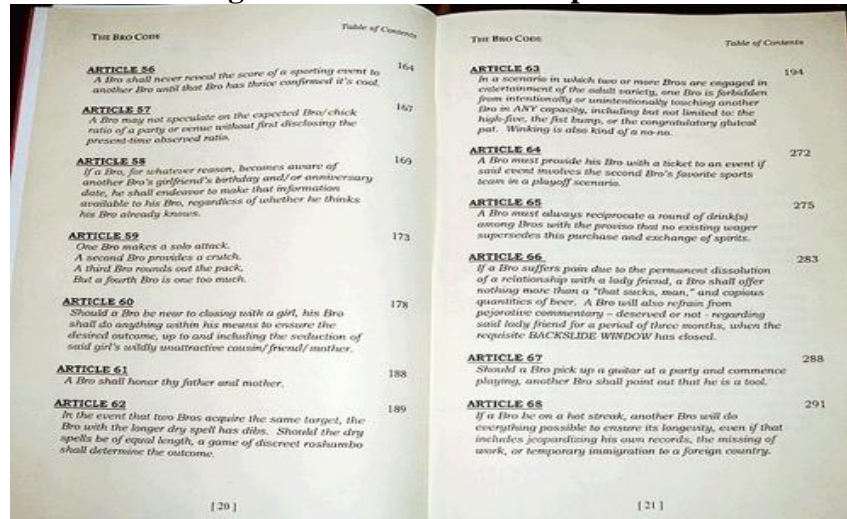 THE BRO CODE
Table of Contents
ARTICLE 56 164
A Bro shall never reveal the score of a sporting event to
another Bro until that Bro has thrice confirmed it's cool.
ARTICLE 57 167
A Bro may not speculate on the expected Bro/chick
ratio of a party or venue without first disclosing the
present-time observed ratio.
ARTICLE 58 169
If a Bro, for whatever reason, becomes aware of
another Bro's girlfriend's birthday and/or anniversary
date, he shall endeavor to make that information
available to his Bro, regardless of whether he thinks
his Bro already knows.
ARTICLE 59 173
One Bro makes a solo attack.
A second Bro provides a crutch.
A third Bro rounds out the pack,
But a fourth Bro is one too much.
ARTICLE 60 178
Should a Bro be near to closing with a girl, his Bro
shall do anything within his means to ensure the
desired outcome, up to and including the seduction of
said girl's wildly unattractive cousin/friend/mother.
ARTICLE 61 188
A Bro shall honor thy father and mother.
ARTICLE 62 189
In the event that two Bros acquire the same target, the
Bro with the longer dry spell has dibs. Should the dry
spells be of equal length, a game of discreet roshambo
shall determine the outcome.
[ 20 ]
THE BRO CODE
Table of Contents
ARTICLE 63 194
In a scenario in which two or more Bros are engaged in
entertainment of the adult variety, one Bro is forbidden
from intentionally or unintentionally touching another
Bro in ANY capacity, including but not limited to: the
high-five, the fist bump, or the congratulatory gluteal
pat. Winking is also kind of a no-no.
ARTICLE 64 272
A Bro must provide his Bro with a ticket to an event if
said event involves the second Bro's favorite sports
team in a playoff scenario.
ARTICLE 65 275
A Bro must always reciprocate a round of drink(s)
among Bros with the proviso that no existing wager
supersedes this purchase and exchange of spirits.
ARTICLE 66 283
If a Bro suffers pain due to the permanent dissolution
of a relationship with a lady friend, a Bro shall offer
nothing more than a "that sucks, man," and copious
quantities of beer. A Bro will also refrain from
pejorative commentary – deserved or not - regarding
said lady friend for a period of three months, when the
requisite BACKSLIDE WINDOW has closed.
ARTICLE 67 288
Should a Bro pick up a guitar at a party and commence
playing, another Bro shall point out that he is a tool.
ARTICLE 68 291
If a Bro be on a hot streak, another Bro will do
everything possible to ensure its longevity, even if that
includes jeopardizing his own records, the missing of
work, or temporary immigration to a foreign country.
[ 21 ]